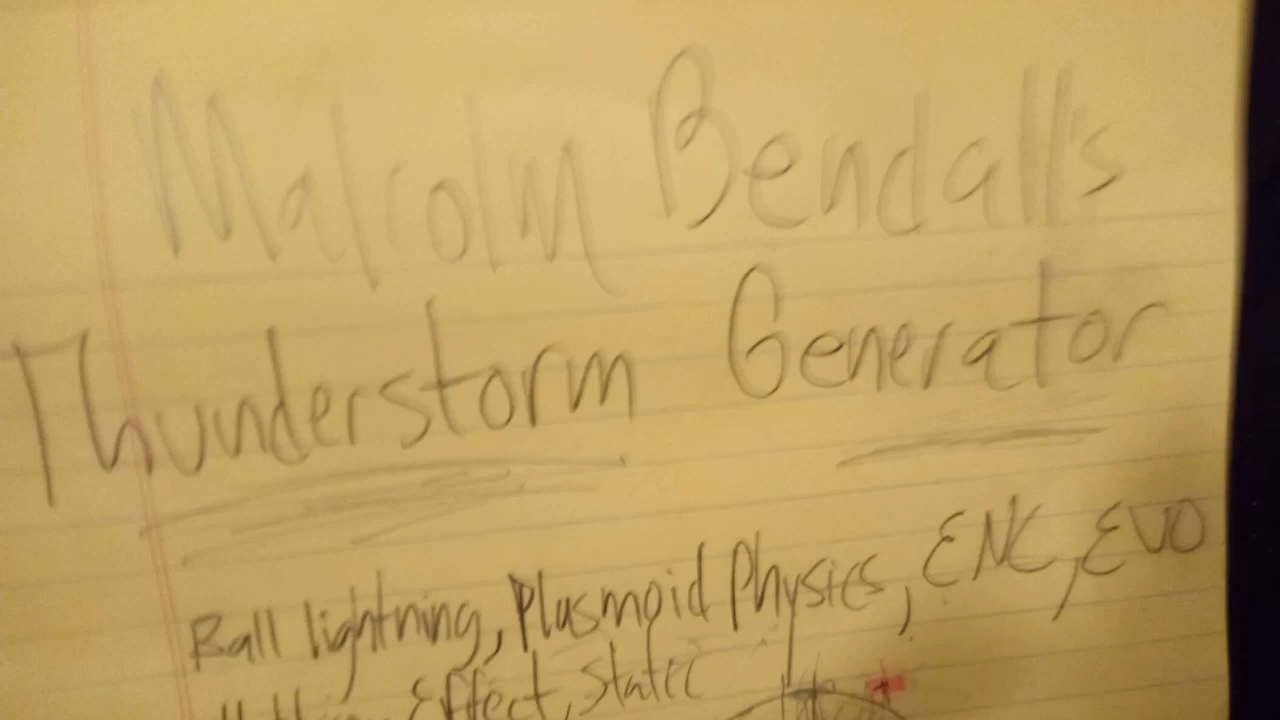 Malcolm Bendall's
Thunderstorm Generator
Ball lightning, Plasmoid Physics, ENC, EVO
Effect, Static